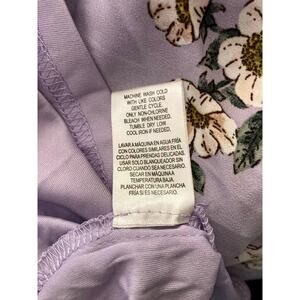 MACHINE WASH COLD
WITH LIKE COLORS
GENTLE CYCLE.
ONLY NON-CHLORINE
BLEACH WHEN NEEDED.
TUMBLE DRY LOW.
COOL IRON IF NEEDED.
LAVAR A MÁQUINA EN AGUA FRÍA
CON COLORES SIMILARES EN EL
CICLO PARA PRENDAS DELICADAS.
USAR SOLO BLANQUEADOR SIN
CLORO CUANDO SEA NECESARIO.
SECAR EN MÁQUINA A
TEMPERATURA BAJA.
PLANCHAR CON UNA PLANCHA
FRÍA SI ES NECESARIO.